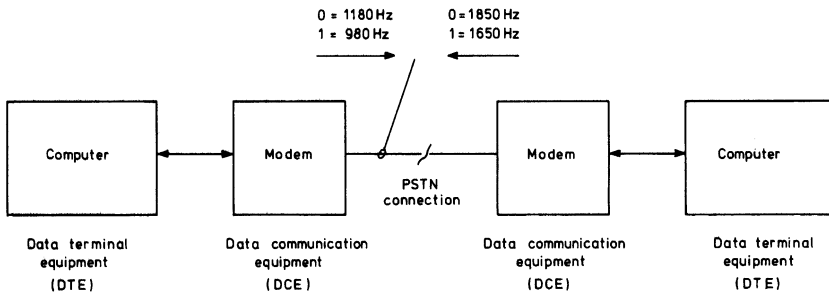 0 = 1180 Hz
1 = 980 Hz
0 = 1850 Hz
1 = 1650 Hz
Computer
Modem
Modem
Computer
PSTN
connection
Data terminal
equipment
(DTE)
Data communication
equipment
(DCE)
Data communication
equipment
(DCE)
Data terminal
equipment
(DTE)